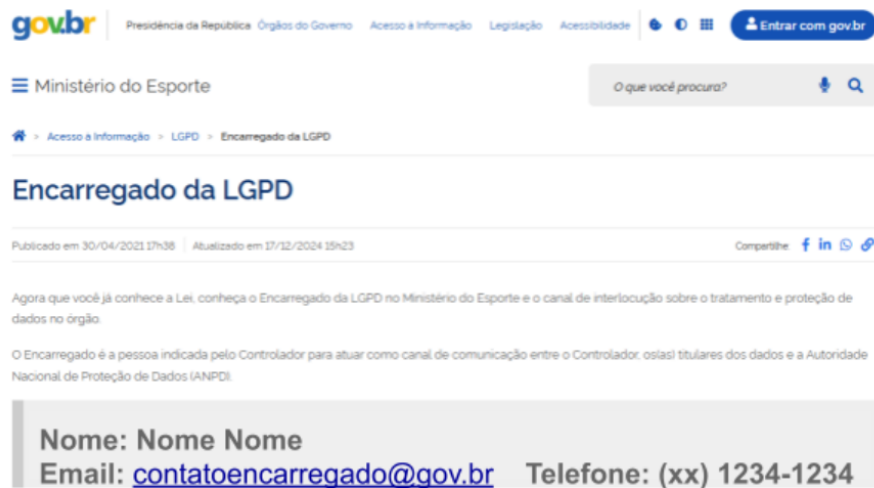 gov.br Presidência da República Órgãos do Governo Acesso à Informação Legislação Acessibilidade Entrar com gov.br
Ministério do Esporte O que você procura?
> Acesso à Informação > LGPD > Encarregado da LGPD
Encarregado da LGPD
Publicado em 30/04/2021 17h38 Atualizado em 17/12/2024 15h23 Compartilhe:
Agora que você já conhece a Lei, conheça o Encarregado da LGPD no Ministério do Esporte e o canal de interlocução sobre o tratamento e proteção de
dados no órgão.
O Encarregado é a pessoa indicada pelo Controlador para atuar como canal de comunicação entre o Controlador, os(as) titulares dos dados e a Autoridade
Nacional de Proteção de Dados (ANPD).
Nome: Nome Nome
Email: contatoencarregado@gov.br Telefone: (xx) 1234-1234